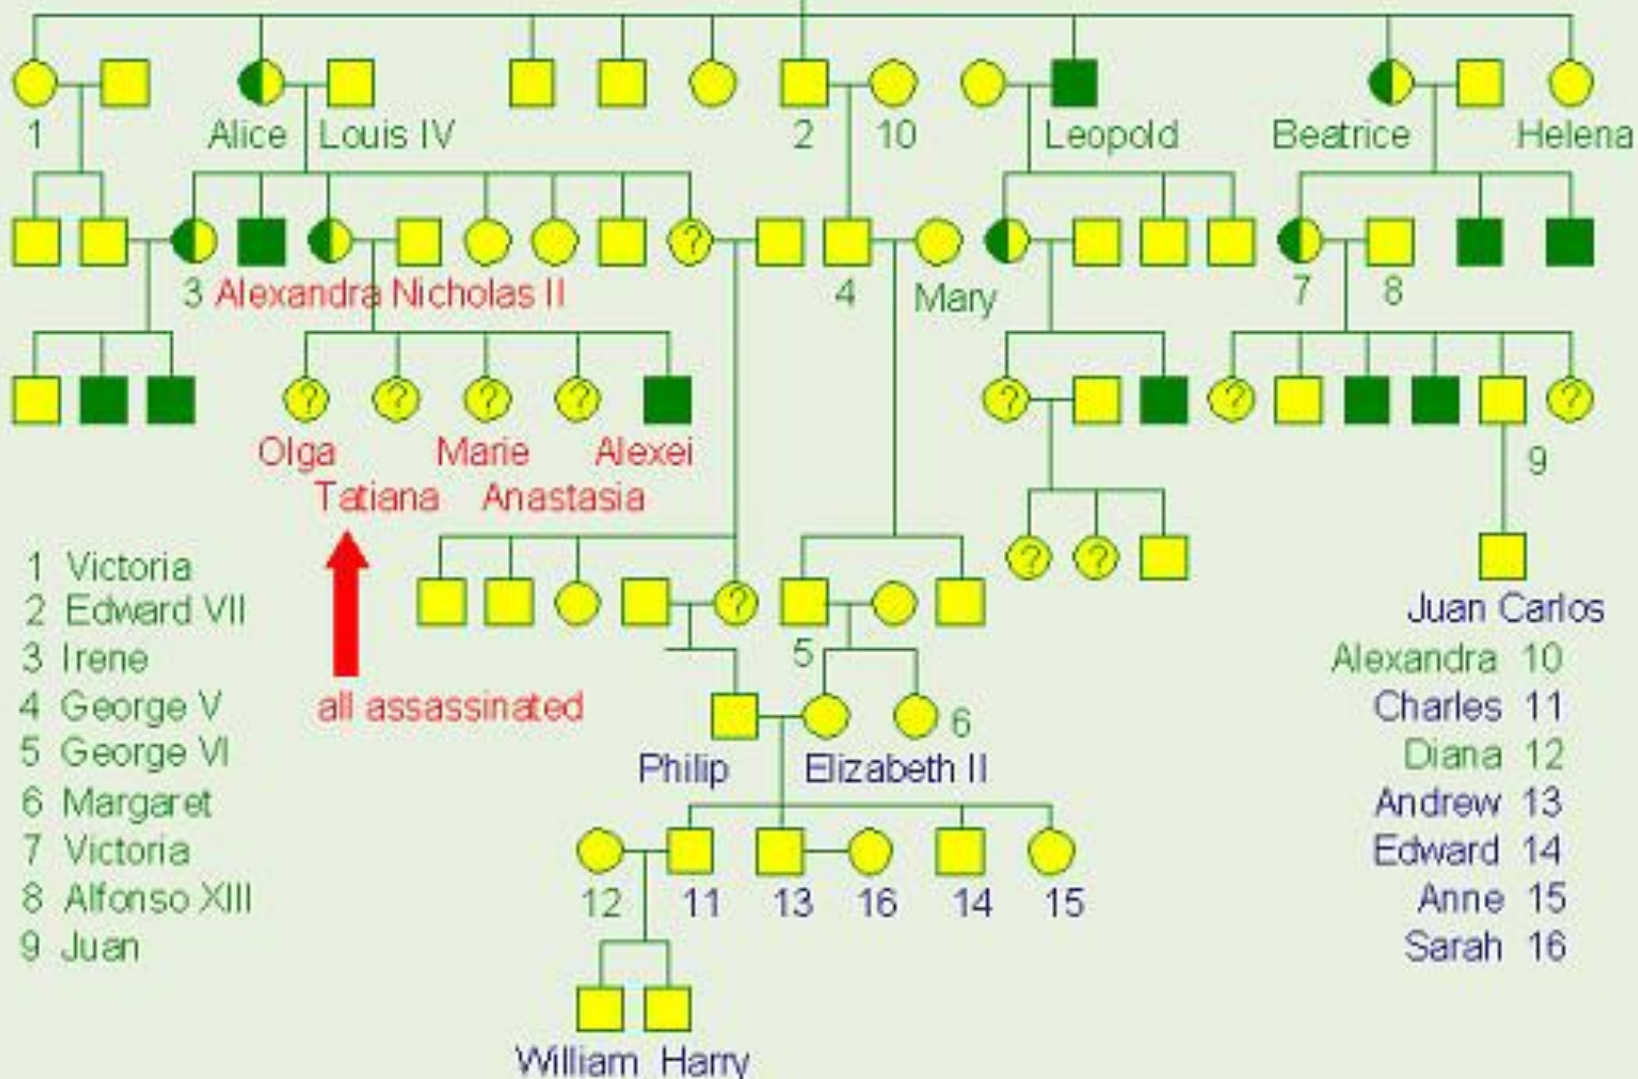 1 Alice Louis IV 2 10 Leopold Beatrice Helena
?
3 Alexandra Nicholas II 4 Mary 7 8
? ? ? ? ? ? ?
Olga Marie Alexei 9
Tatiana Anastasia
? ?
?
1 Victoria
2 Edward VII
3 Irene
4 George V
5 George VI
6 Margaret
7 Victoria
8 Alfonso XIII
9 Juan
all assassinated
5
6
Philip Elizabeth II
12 11 13 16 14 15
William Harry
Juan Carlos
Alexandra 10
Charles 11
Diana 12
Andrew 13
Edward 14
Anne 15
Sarah 16